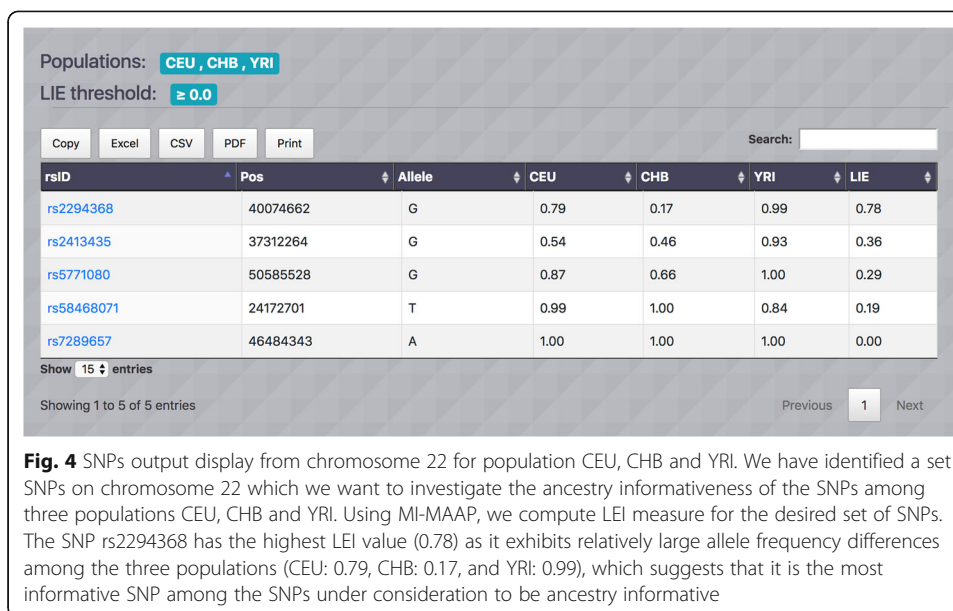 Populations: CEU , CHB , YRI
LIE threshold: ≥ 0.0
Copy Excel CSV PDF Print Search:
rsID Pos Allele CEU CHB YRI LIE
rs2294368 40074662 G 0.79 0.17 0.99 0.78
rs2413435 37312264 G 0.54 0.46 0.93 0.36
rs5771080 50585528 G 0.87 0.66 1.00 0.29
rs58468071 24172701 T 0.99 1.00 0.84 0.19
rs7289657 46484343 A 1.00 1.00 1.00 0.00
Show 15 entries
Showing 1 to 5 of 5 entries Previous 1 Next
Fig. 4 SNPs output display from chromosome 22 for population CEU, CHB and YRI. We have identified a set
SNPs on chromosome 22 which we want to investigate the ancestry informativeness of the SNPs among
three populations CEU, CHB and YRI. Using MI-MAAP, we compute LEI measure for the desired set of SNPs.
The SNP rs2294368 has the highest LEI value (0.78) as it exhibits relatively large allele frequency differences
among the three populations (CEU: 0.79, CHB: 0.17, and YRI: 0.99), which suggests that it is the most
informative SNP among the SNPs under consideration to be ancestry informative